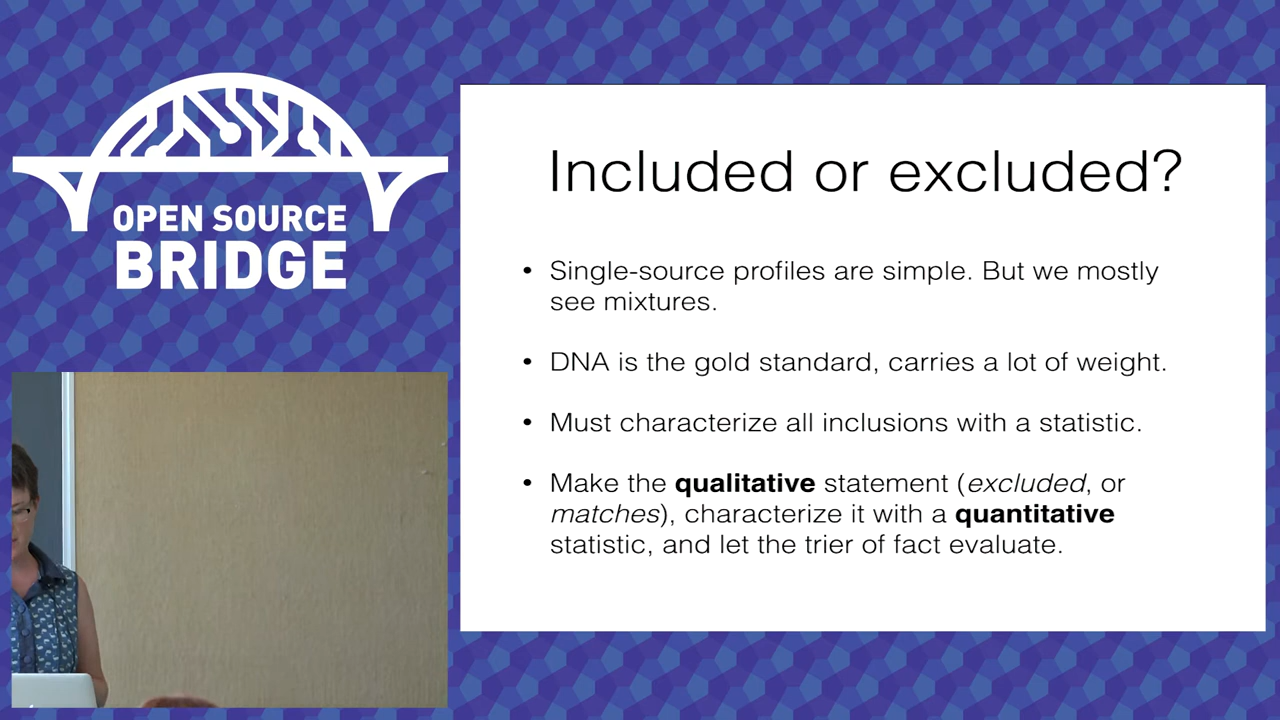 OPEN SOURCE
BRIDGE
Included or excluded?
• Single-source profiles are simple. But we mostly
see mixtures.
• DNA is the gold standard, carries a lot of weight.
• Must characterize all inclusions with a statistic.
• Make the qualitative statement (excluded, or
matches), characterize it with a quantitative
statistic, and let the trier of fact evaluate.